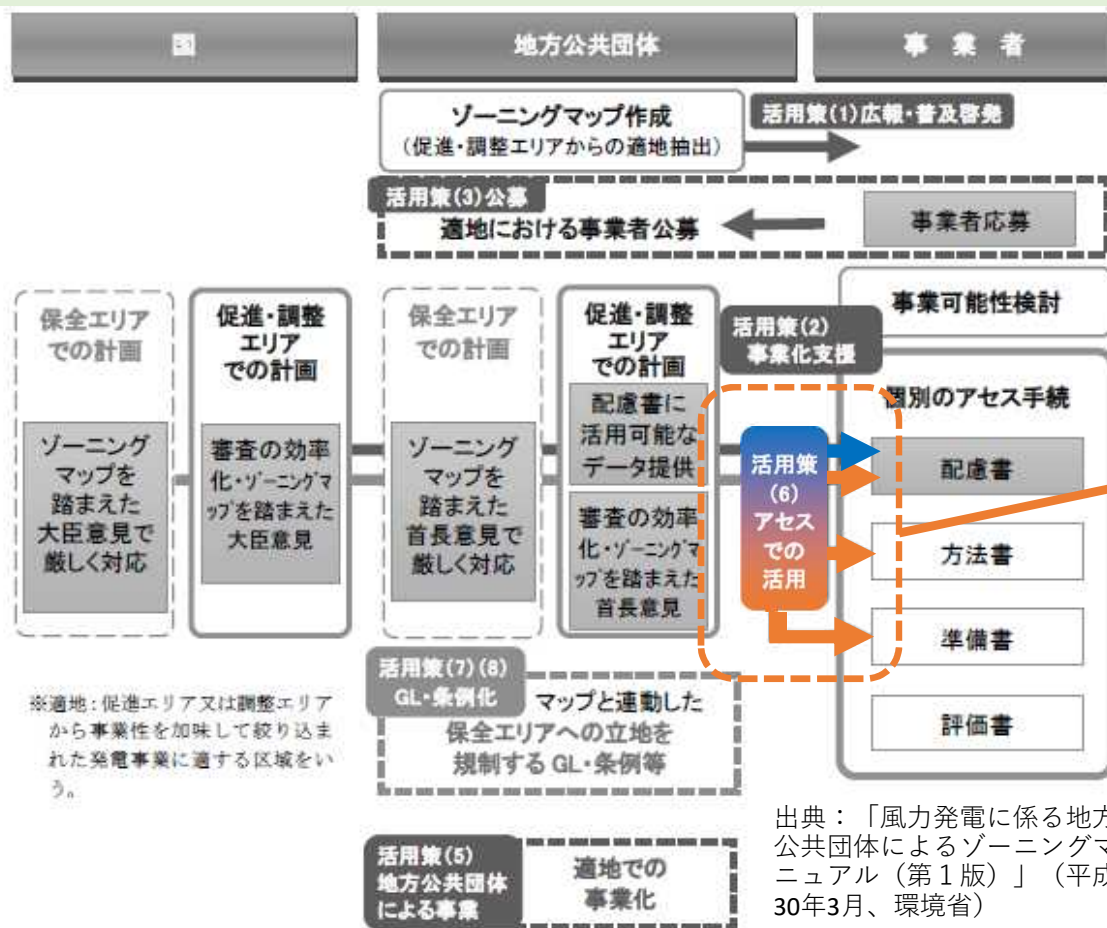 国
地方公共団体
事業者
ゾーニングマップ作成
（促進・調整エリアからの適地抽出）
活用策(1)広報・普及啓発
活用策(3)公募
適地における事業者公募
事業者応募
保全エリア
での計画
ゾーニング
マップを
踏まえた
大臣意見で
厳しく対応
促進・調整
エリア
での計画
審査の効率
化・ゾーニングマ
ップを踏まえた
大臣意見
保全エリア
での計画
ゾーニング
マップを
踏まえた
首長意見で
厳しく対応
促進・調整
エリア
での計画
配慮書に
活用可能な
データ提供
審査の効率
化・ゾーニングマ
ップを踏まえた
首長意見
活用策(2)
事業化支援
活用策
(6)
アセス
での
活用
事業可能性検討
個別のアセス手続
配慮書
方法書
準備書
評価書
※適地：促進エリア又は調整エリア
から事業性を加味して絞り込ま
れた発電事業に適する区域をい
う。
活用策(7)(8)
GL・条例化
マップと連動した
保全エリアへの立地を
規制するGL・条例等
活用策(5)
地方公共団体
による事業
適地での
事業化
出典：「風力発電に係る地方
公共団体によるゾーニングマ
ニュアル（第１版）」（平成
30年3月、環境省）